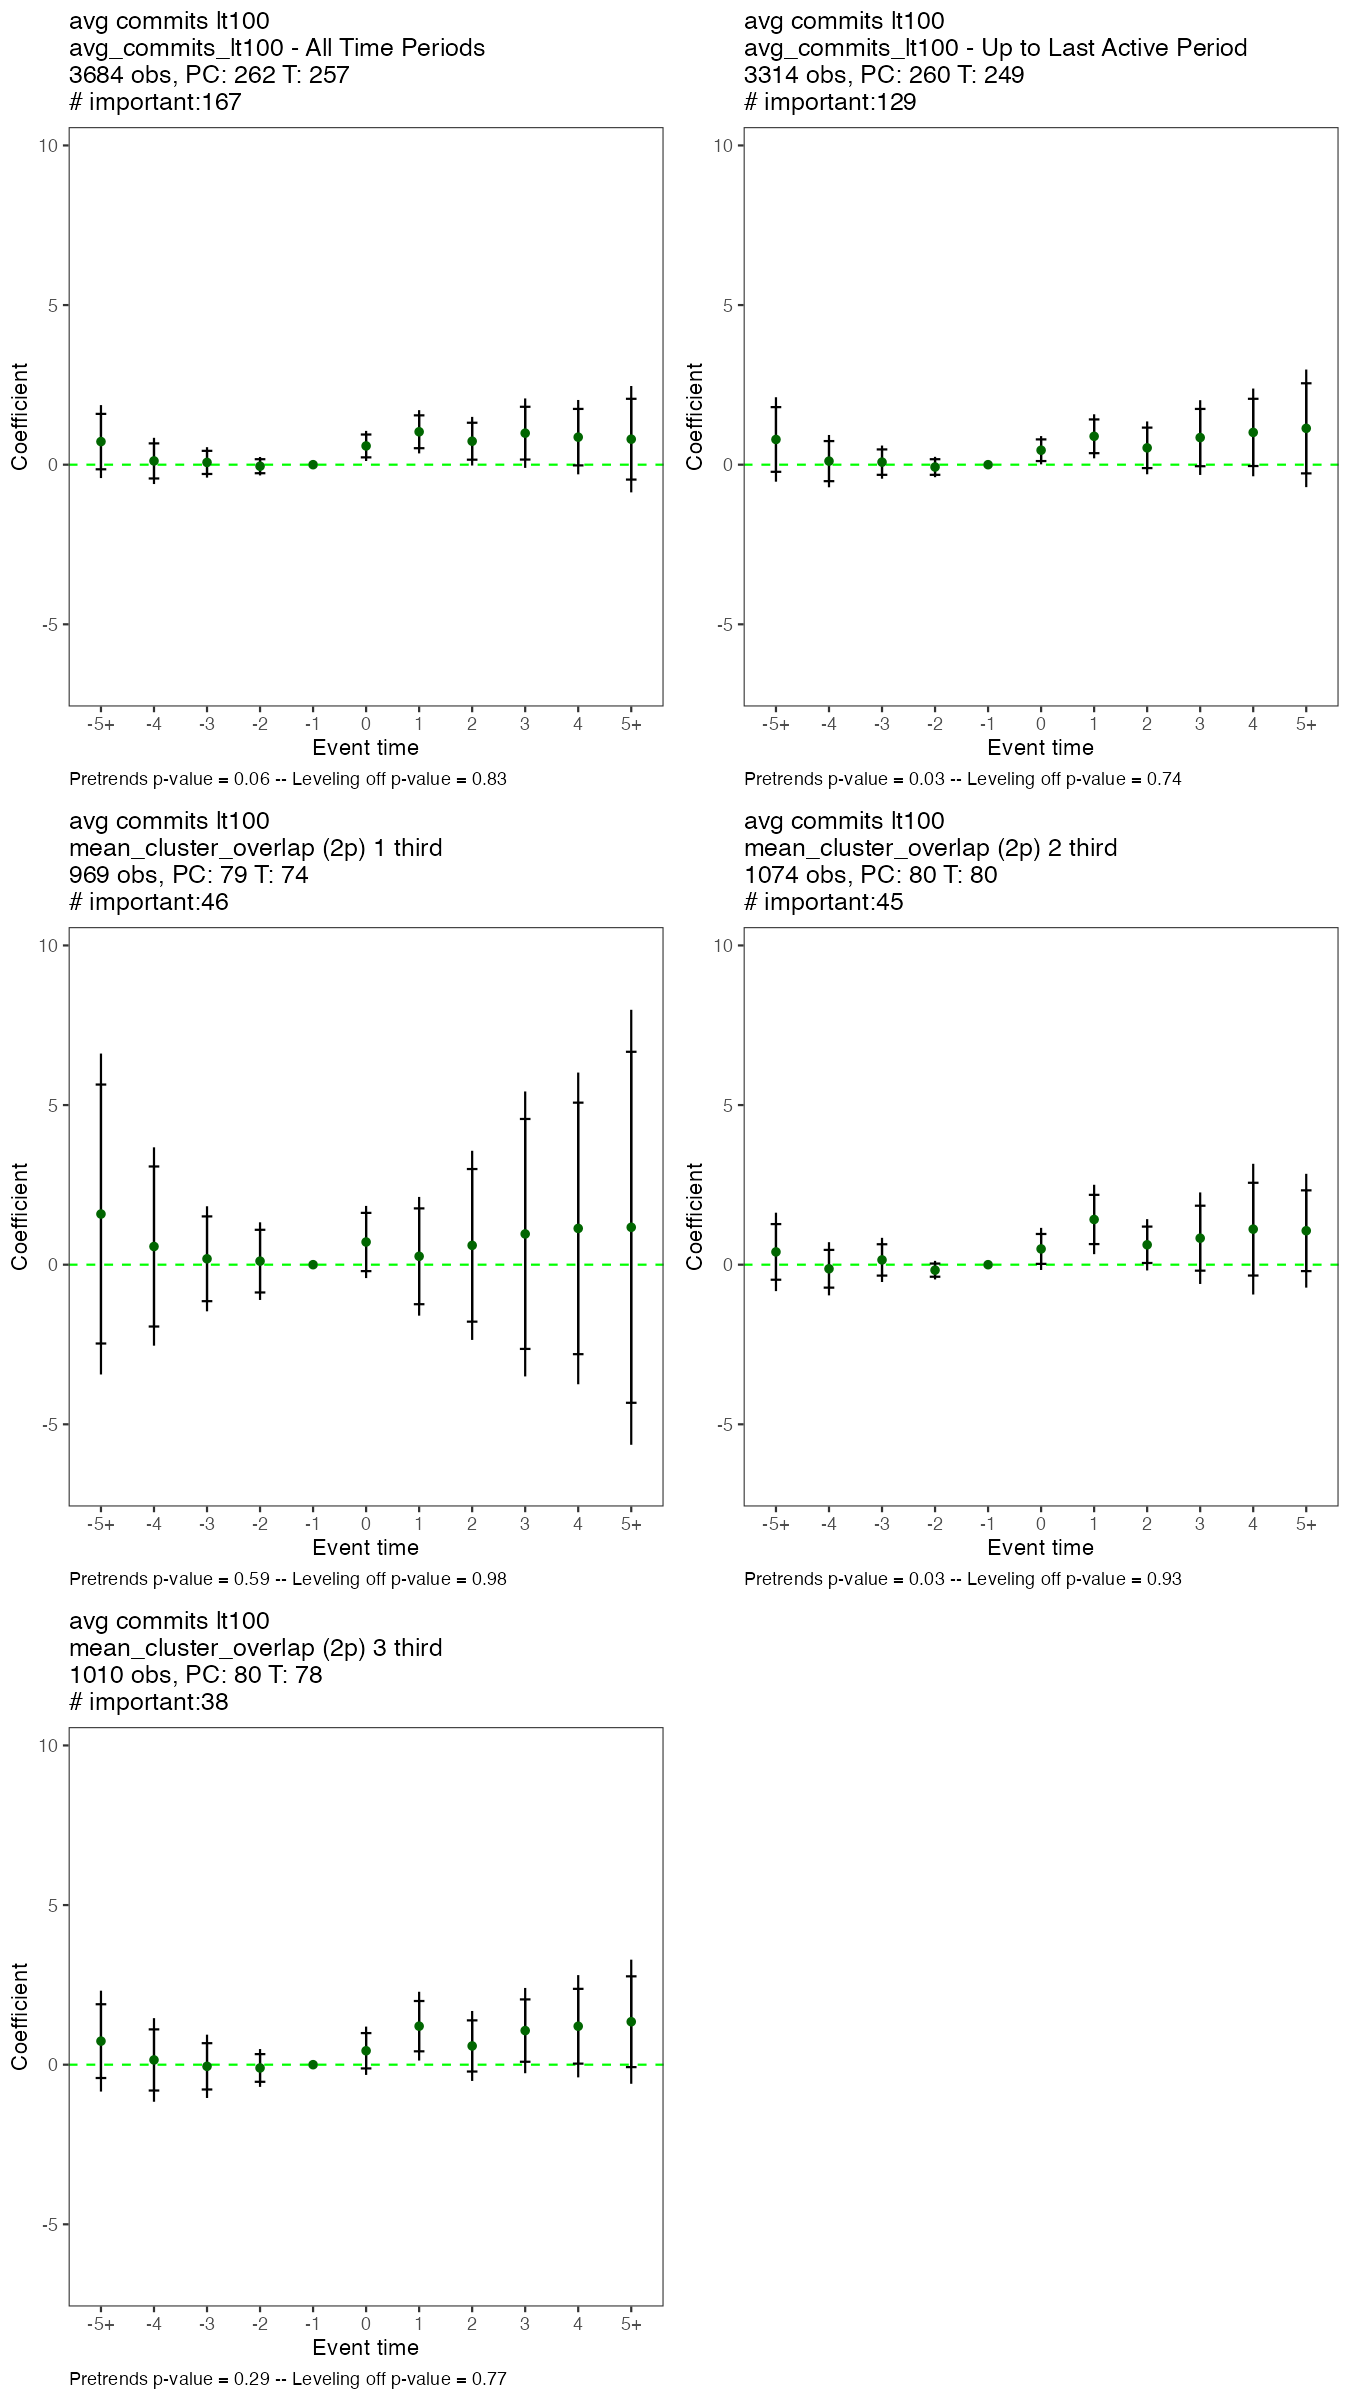 avg commits lt100
avg_commits_lt100 - All Time Periods
3684 obs, PC: 262 T: 257
# important:167
10
5
0
-5
Coefficient
-5+ -4 -3 -2 -1 0 1 2 3 4 5+
Event time
Pretrends p-value = 0.06 -- Leveling off p-value = 0.83
avg commits lt100
avg_commits_lt100 - Up to Last Active Period
3314 obs, PC: 260 T: 249
# important:129
10
5
0
-5
Coefficient
-5+ -4 -3 -2 -1 0 1 2 3 4 5+
Event time
Pretrends p-value = 0.03 -- Leveling off p-value = 0.74
avg commits lt100
mean_cluster_overlap (2p) 1 third
969 obs, PC: 79 T: 74
# important:46
10
5
0
-5
Coefficient
-5+ -4 -3 -2 -1 0 1 2 3 4 5+
Event time
Pretrends p-value = 0.59 -- Leveling off p-value = 0.98
avg commits lt100
mean_cluster_overlap (2p) 2 third
1074 obs, PC: 80 T: 80
# important:45
10
5
0
-5
Coefficient
-5+ -4 -3 -2 -1 0 1 2 3 4 5+
Event time
Pretrends p-value = 0.03 -- Leveling off p-value = 0.93
avg commits lt100
mean_cluster_overlap (2p) 3 third
1010 obs, PC: 80 T: 78
# important:38
10
5
0
-5
Coefficient
-5+ -4 -3 -2 -1 0 1 2 3 4 5+
Event time
Pretrends p-value = 0.29 -- Leveling off p-value = 0.77